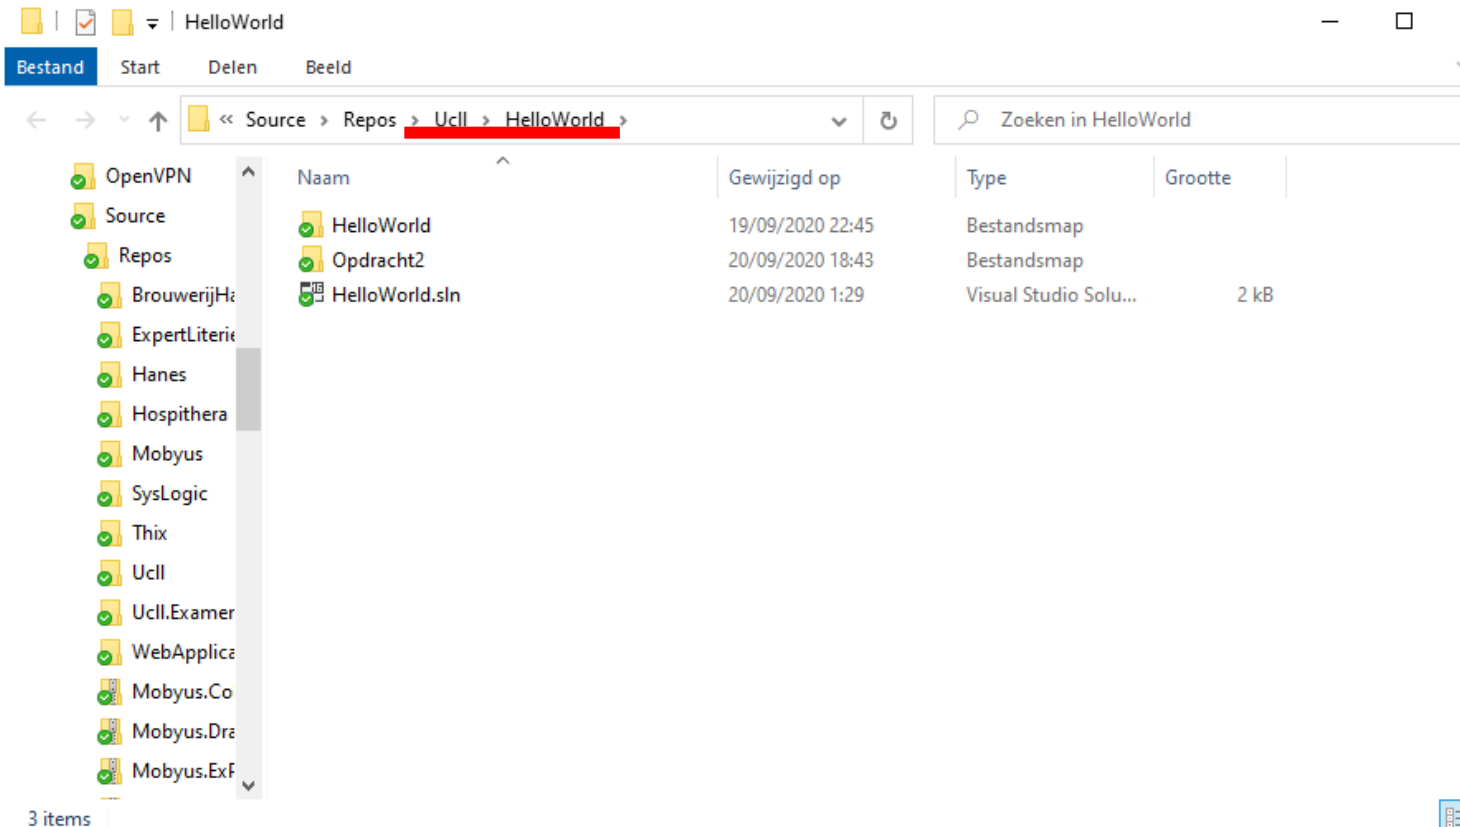 HelloWorld
Bestand Start Delen Beeld
« Source > Repos > Ucll > HelloWorld > Zoeken in HelloWorld
OpenVPN
Source
Repos
BrouwerijHa
ExpertLiterie
Hanes
Hospithera
Mobyus
SysLogic
Thix
Ucll
Ucll.Examen
WebApplica
Mobyus.Co
Mobyus.Dra
Mobyus.ExP
Naam Gewijzigd op Type Grootte
HelloWorld 19/09/2020 22:45 Bestandsmap
Opdracht2 20/09/2020 18:43 Bestandsmap
HelloWorld.sln 20/09/2020 1:29 Visual Studio Solu... 2 kB
3 items